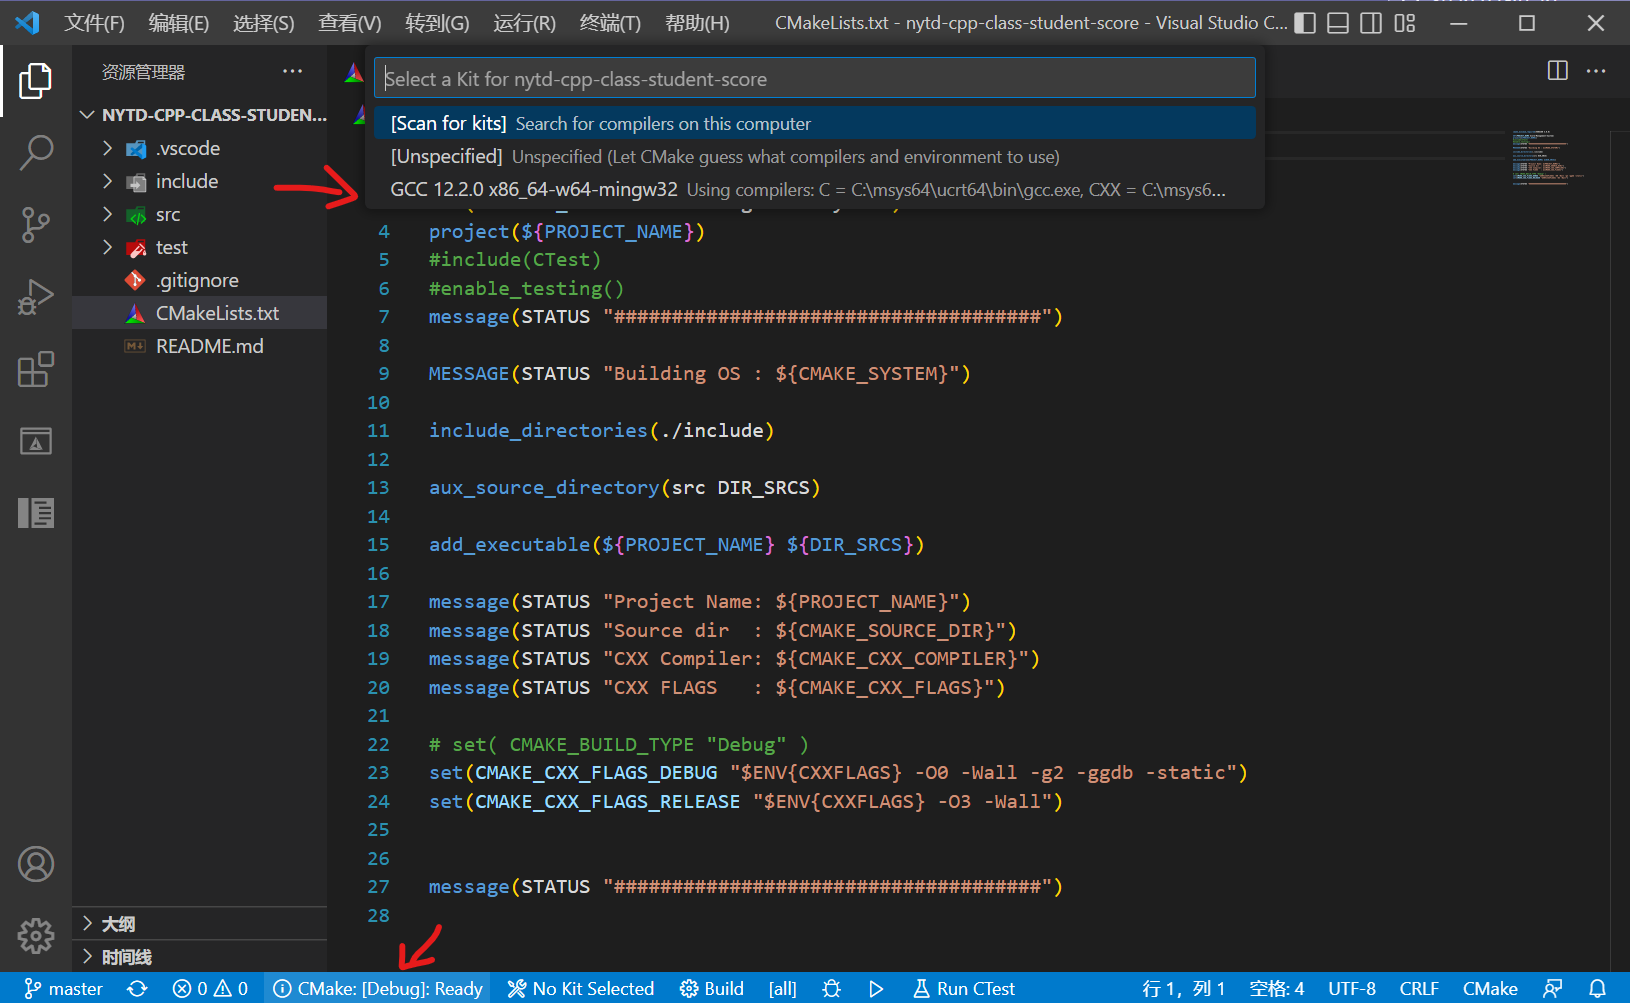 文件(F) 编辑(E) 选择(S) 查看(V) 转到(G) 运行(R) 终端(T) 帮助(H) CMakeLists.txt - nytd-cpp-class-student-score - Visual Studio C...
资源管理器
Select a Kit for nytd-cpp-class-student-score
[Scan for kits] Search for compilers on this computer
[Unspecified] Unspecified (Let CMake guess what compilers and environment to use)
GCC 12.2.0 x86_64-w64-mingw32 Using compilers: C = C:\msys64\ucrt64\bin\gcc.exe, CXX = C:\msys6...
NYTD-CPP-CLASS-STUDEN...
.vscode
include
src
test
.gitignore
CMakeLists.txt
README.md
大纲
时间线
4 project(${PROJECT_NAME})
5 #include(CTest)
6 #enable_testing()
7 message(STATUS "#####################################")
8
9 MESSAGE(STATUS "Building OS : ${CMAKE_SYSTEM}")
10
11 include_directories(./include)
12
13 aux_source_directory(src DIR_SRCS)
14
15 add_executable(${PROJECT_NAME} ${DIR_SRCS})
16
17 message(STATUS "Project Name: ${PROJECT_NAME}")
18 message(STATUS "Source dir  : ${CMAKE_SOURCE_DIR}")
19 message(STATUS "CXX Compiler: ${CMAKE_CXX_COMPILER}")
20 message(STATUS "CXX FLAGS   : ${CMAKE_CXX_FLAGS}")
21
22 # set( CMAKE_BUILD_TYPE "Debug" )
23 set(CMAKE_CXX_FLAGS_DEBUG "$ENV{CXXFLAGS} -O0 -Wall -g2 -ggdb -static")
24 set(CMAKE_CXX_FLAGS_RELEASE "$ENV{CXXFLAGS} -O3 -Wall")
25
26
27 message(STATUS "#####################################")
28
master 0 0 CMake: [Debug]: Ready No Kit Selected Build [all] Run CTest 行 1，列 1 空格: 4 UTF-8 CRLF CMake